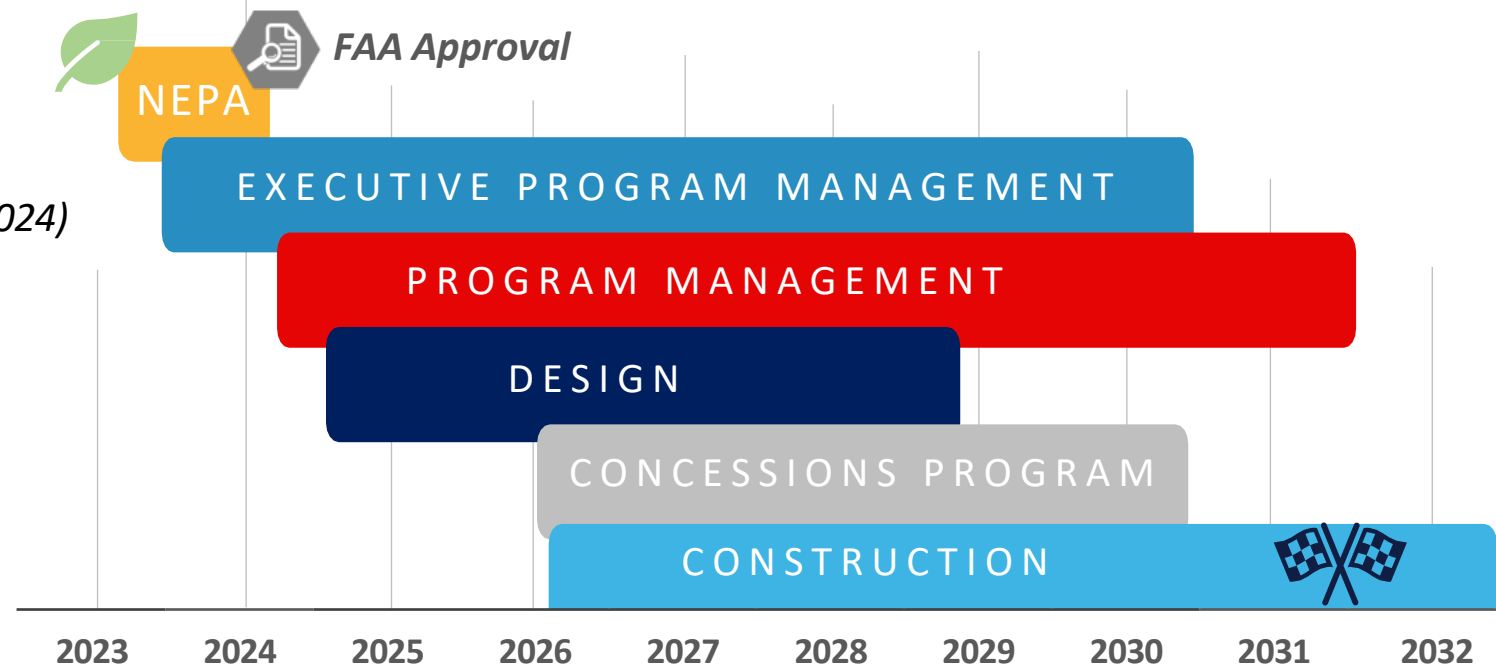 FAA Approval
NEPA
EXECUTIVE PROGRAM MANAGEMENT
024)
PROGRAM MANAGEMENT
DESIGN
CONCESSIONS PROGRAM
CONSTRUCTION
2023 2024 2025 2026 2027 2028 2029 2030 2031 2032